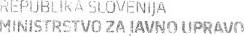 REPUBLIKA SLOVENIJA
MINISTRSTVO ZA JAVNO UPRAVO